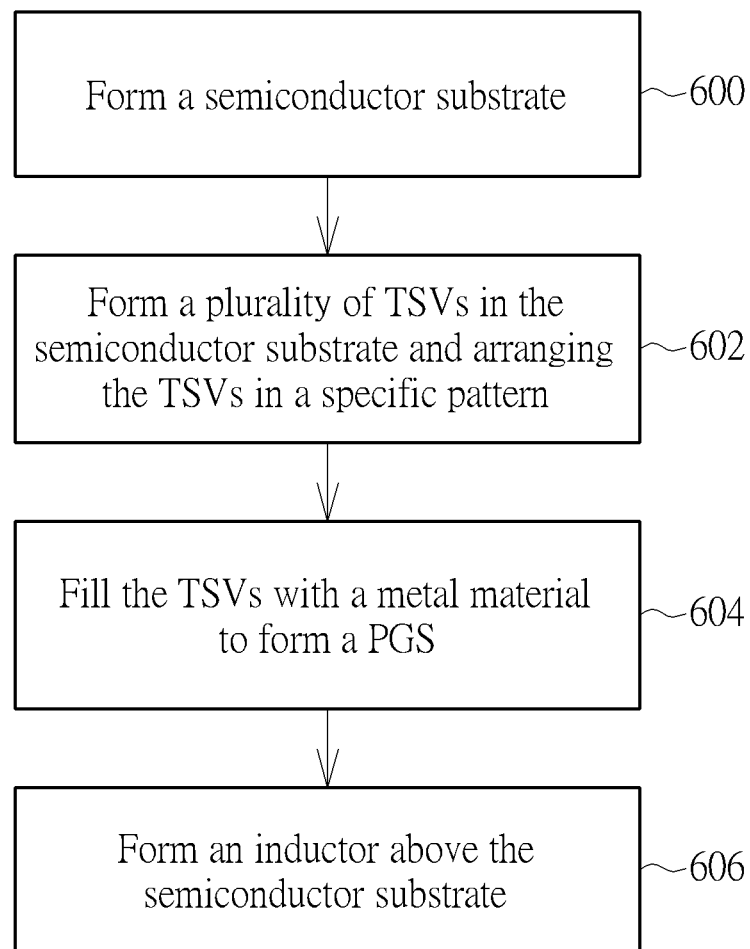 Form a semiconductor substrate
600
Form a plurality of TSVs in the
semiconductor substrate and arranging
the TSVs in a specific pattern
602
Fill the TSVs with a metal material
to form a PGS
604
Form an inductor above the
semiconductor substrate
606